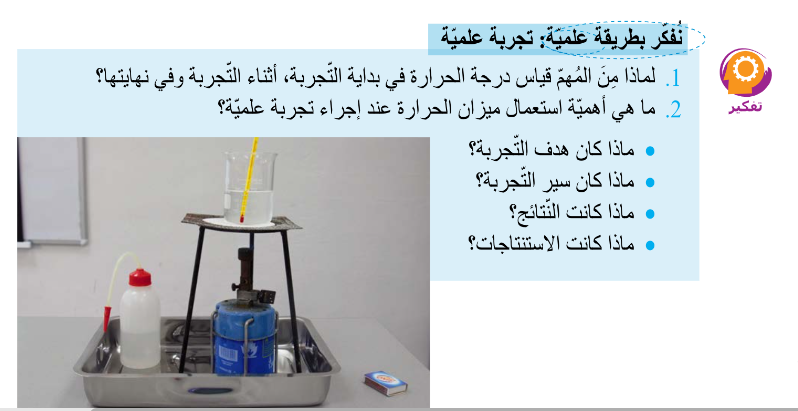 نُفكّر بطريقة عَلَميّة: تجربة علميّة
1. لماذا مِنَ المُهمّ قياس درجة الحرارة في بداية التّجربة، أثناء التّجربة وفي نهايتها؟
2. ما هي أهميّة استعمال ميزان الحرارة عند إجراء تجربة علميّة؟
تفكير
• ماذا كان هدف التّجربة؟
• ماذا كان سير التّجربة؟
• ماذا كانت النّتائج؟
• ماذا كانت الاستنتاجات؟